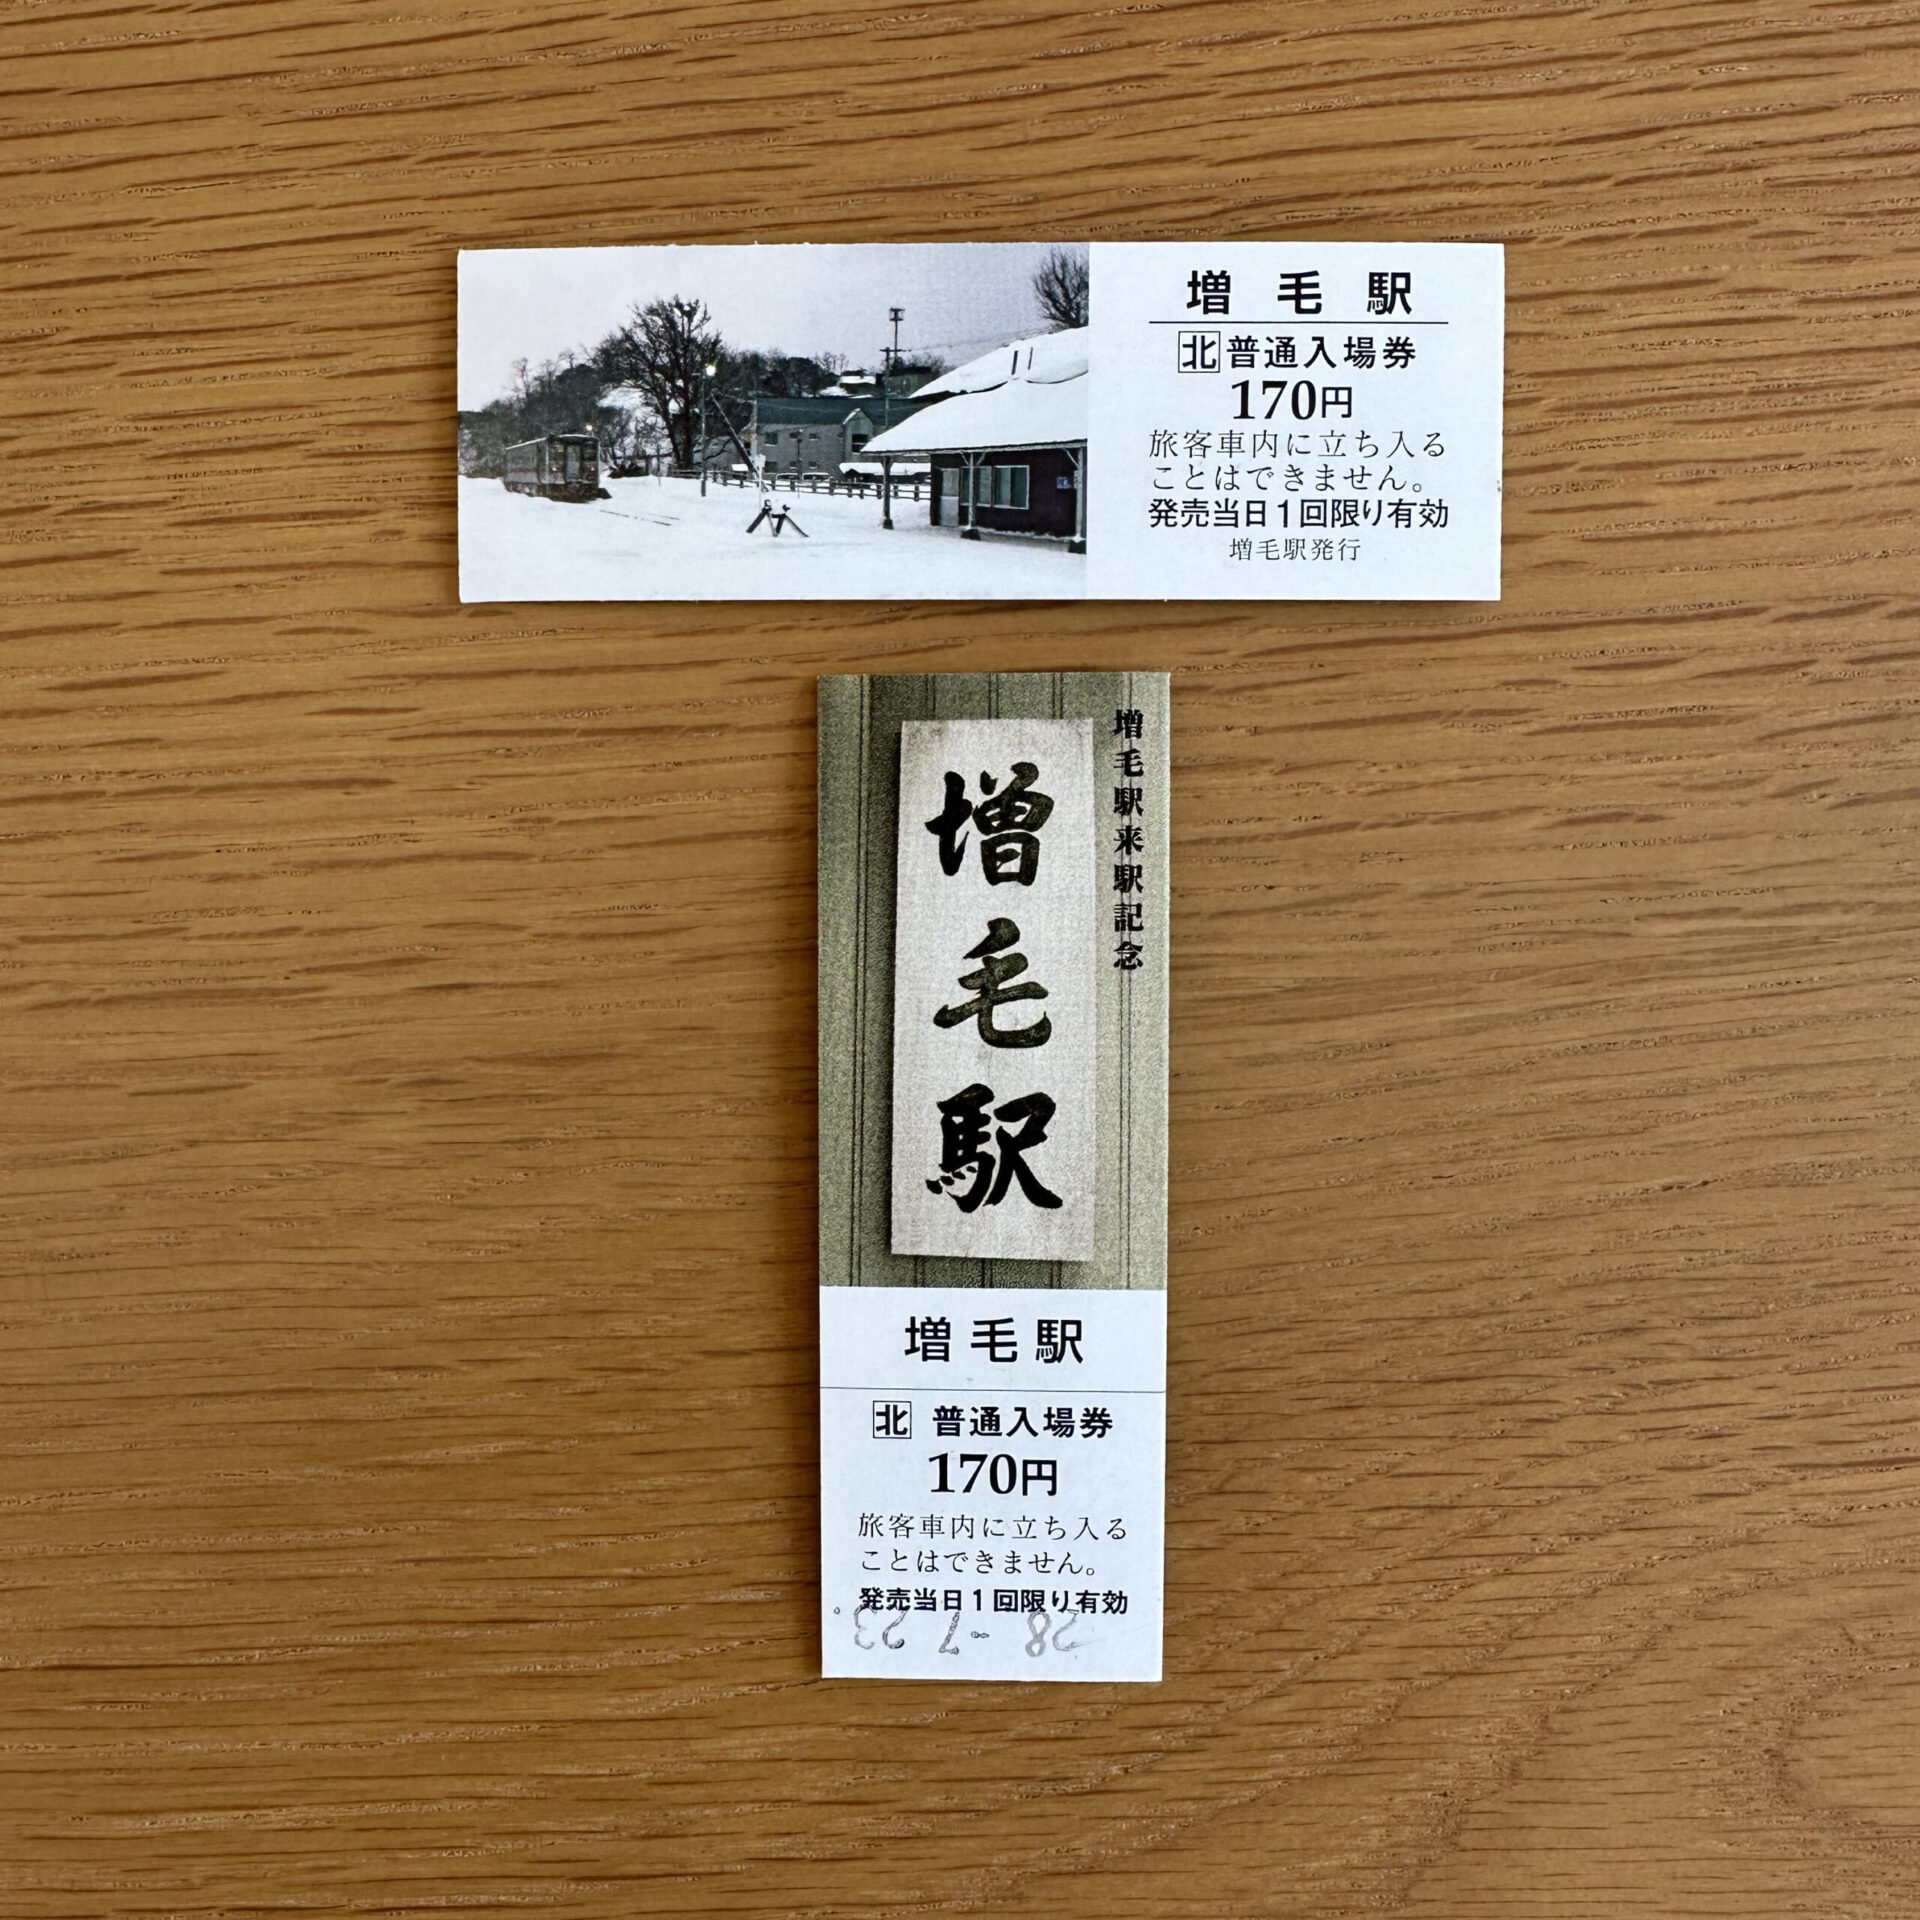 増毛駅
北 普通入場券
170円
旅客車内に立ち入る
ことはできません。
発売当日1回限り有効
増毛駅発行
増毛駅来駅記念
増毛駅
増毛駅
北 普通入場券
170円
旅客車内に立ち入る
ことはできません。
発売当日1回限り有効
28.-7.23.